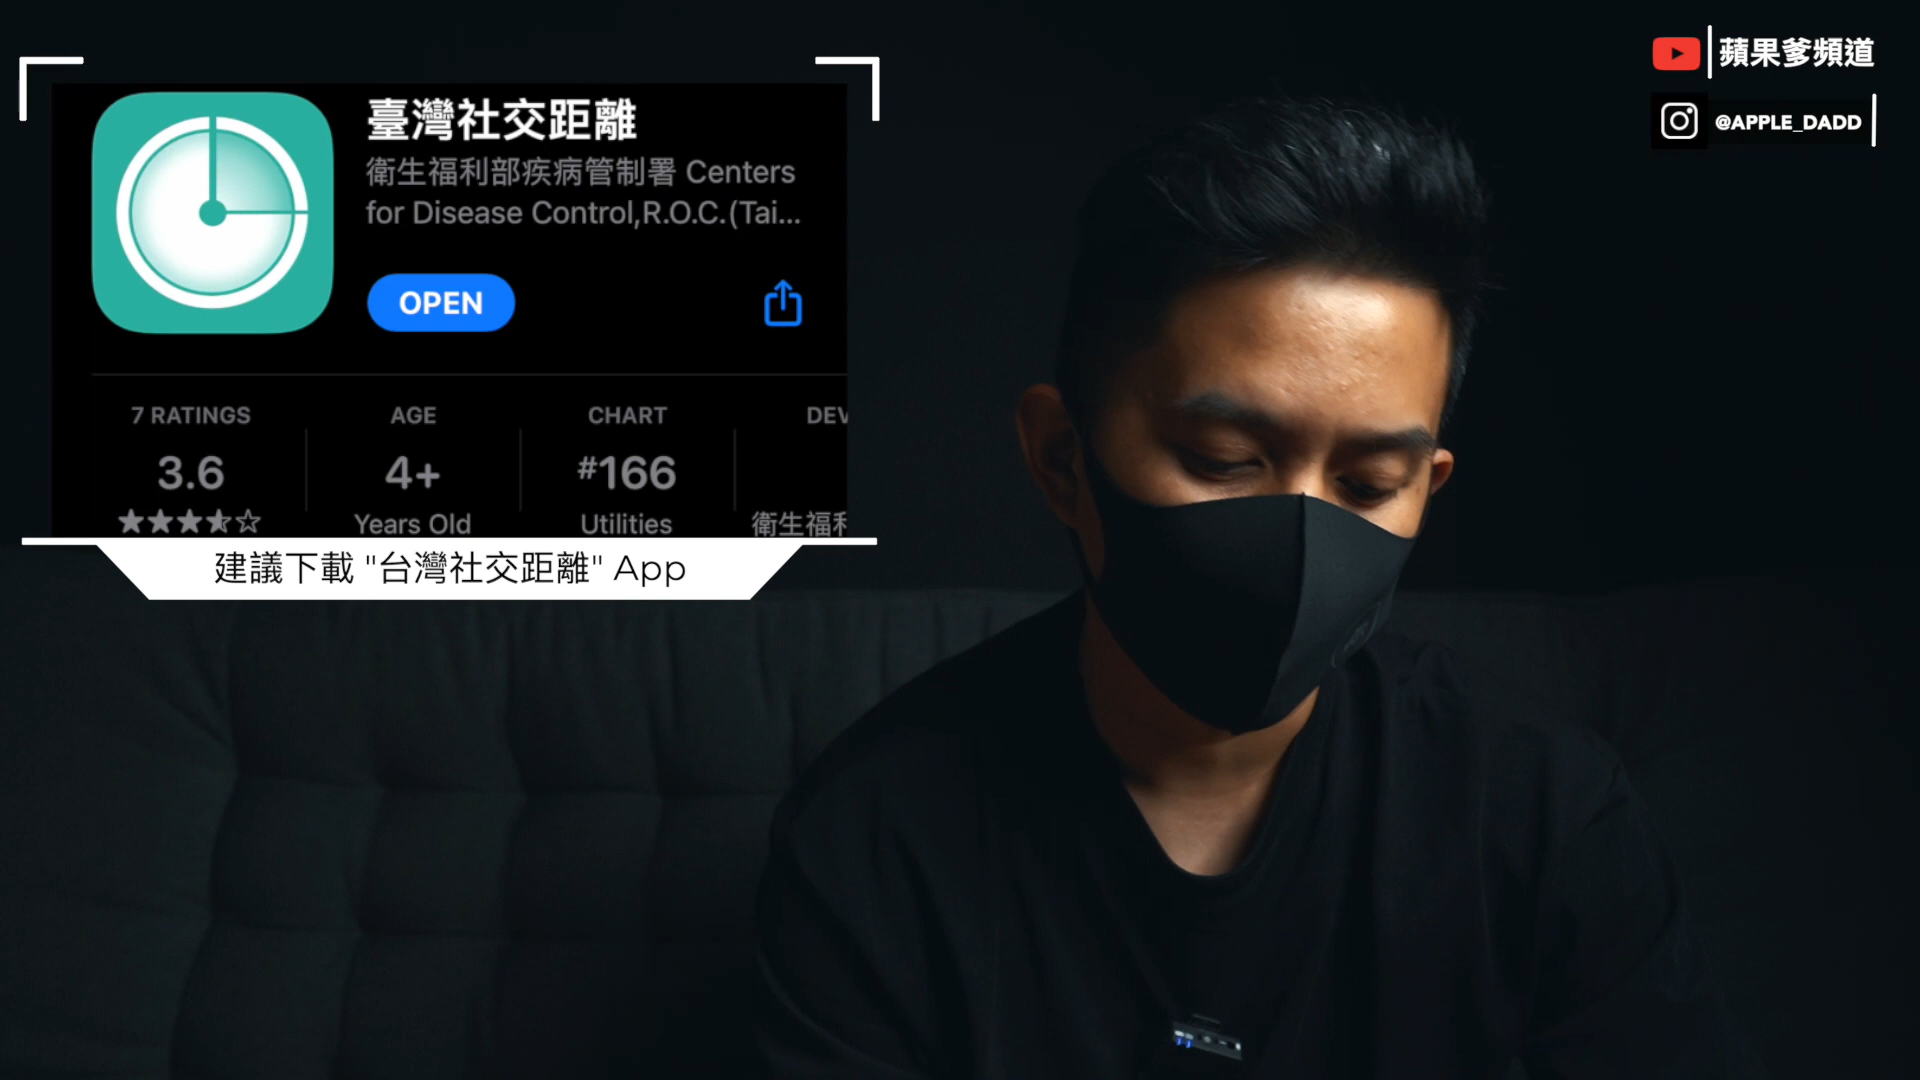 臺灣社交距離
衛生福利部疾病管制署 Centers
for Disease Control,R.O.C.(Tai...
OPEN
7 RATINGS
AGE
CHART
DEV
3.6
4+
#166
Years Old
Utilities
衛生福利
建議下載 "台灣社交距離" App
蘋果爹頻道
@APPLE_DADD